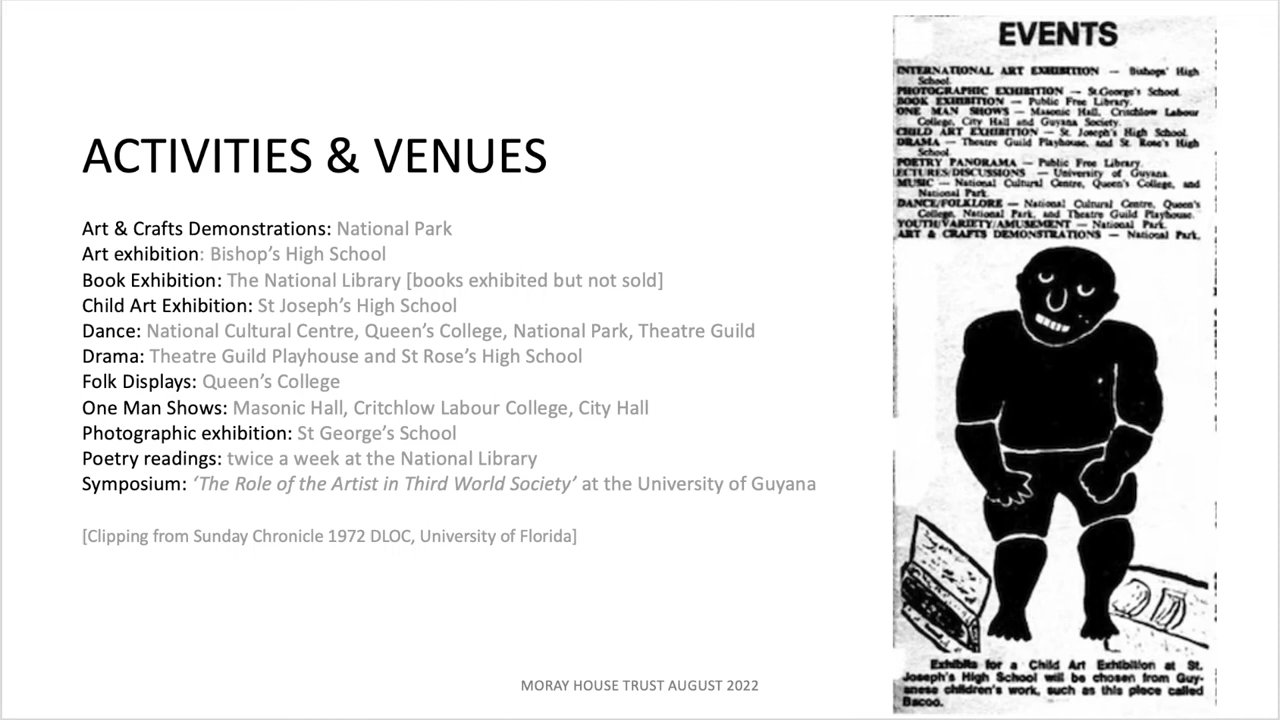 ACTIVITIES & VENUES
Art & Crafts Demonstrations: National Park
Art exhibition: Bishop's High School
Book Exhibition: The National Library [books exhibited but not sold]
Child Art Exhibition: St Joseph's High School
Dance: National Cultural Centre, Queen's College, National Park, Theatre Guild
Drama: Theatre Guild Playhouse and St Rose's High School
Folk Displays: Queen's College
One Man Shows: Masonic Hall, Critchlow Labour College, City Hall
Photographic exhibition: St George's School
Poetry readings: twice a week at the National Library
Symposium: ‘The Role of the Artist in Third World Society’ at the University of Guyana
[Clipping from Sunday Chronicle 1972 DLOC, University of Florida]
MORAY HOUSE TRUST AUGUST 2022
EVENTS
INTERNATIONAL ART EXHIBITION — Bishops' High
School.
PHOTOGRAPHIC EXHIBITION — St.George's School.
BOOK EXHIBITION — Public Free Library.
ONE MAN SHOWS — Masonic Hall, Critchlow Labour
College, City Hall and Guyana Society.
CHILD ART EXHIBITION — St. Joseph's High School.
DRAMA — Theatre Guild Playhouse, and St. Rose's High
School.
POETRY PANORAMA — Public Free Library.
LECTURES/DISCUSSIONS — University of Guyana.
MUSIC — National Cultural Centre, Queen's College, and
National Park.
DANCE/FOLKLORE — National Cultural Centre, Queen's
College, National Park, and Theatre Guild Playhouse.
YOUTH/VARIETY/AMUSEMENT — National Park.
ART & CRAFTS DEMONSTRATIONS — National Park.
Exhibits for a Child Art Exhibition at St.
Joseph's High School will be chosen from Guy-
anese children's work, such as this piece called
Bacoo.